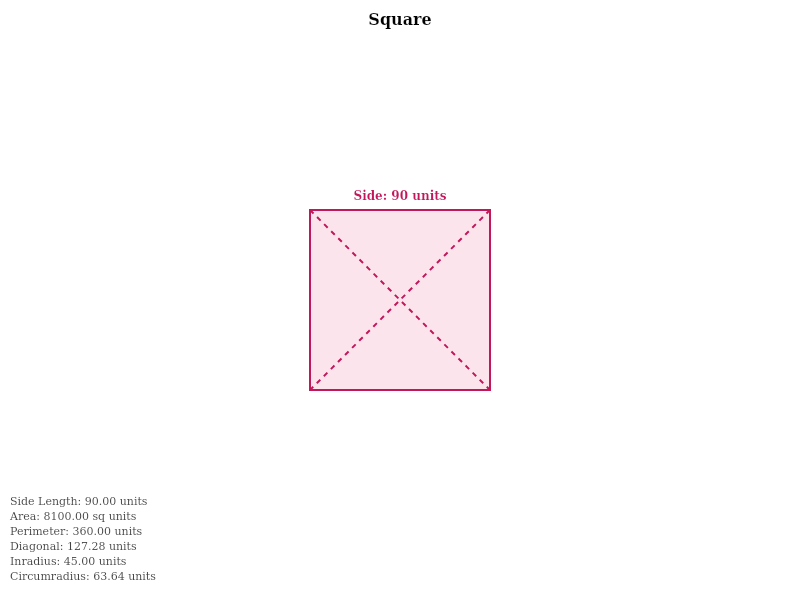 Square
Side: 90 units
Side Length: 90.00 units
Area: 8100.00 sq units
Perimeter: 360.00 units
Diagonal: 127.28 units
Inradius: 45.00 units
Circumradius: 63.64 units